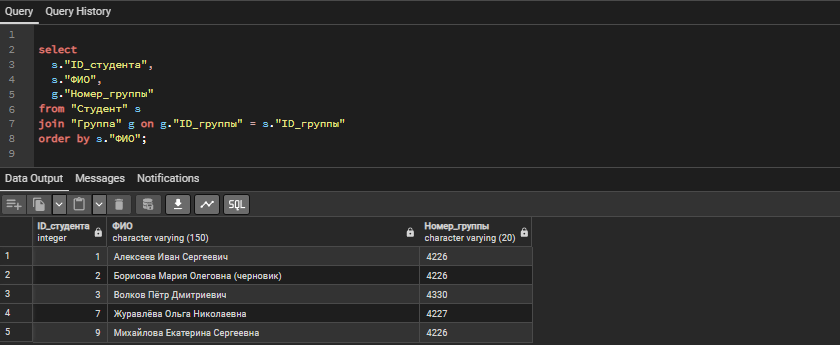 Query Query History
1
2 select
3 s."ID_студента",
4 s."ФИО",
5 g."Номер_группы"
6 from "Студент" s
7 join "Группа" g on g."ID_группы" = s."ID_группы"
8 order by s."ФИО";
9
Data Output Messages Notifications
SQL
ID_студента ФИО Номер_группы
integer character varying (150) character varying (20)
1 1 Алексеев Иван Сергеевич 4226
2 2 Борисова Мария Олеговна (черновик) 4226
3 3 Волков Пётр Дмитриевич 4330
4 7 Журавлёва Ольга Николаевна 4227
5 9 Михайлова Екатерина Сергеевна 4226